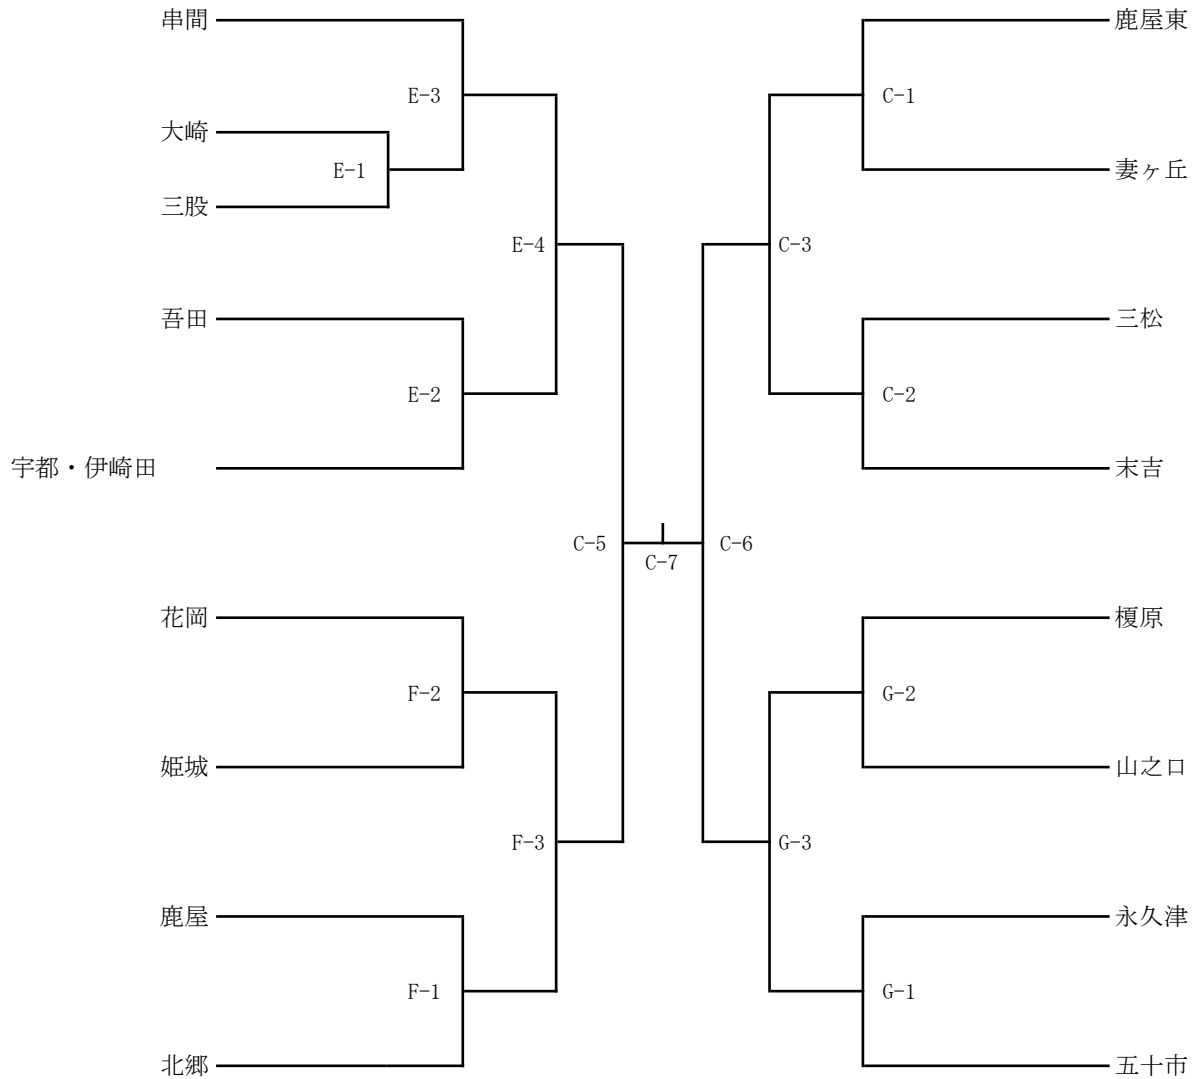 串間
鹿屋東
E-3
C-1
大崎
E-1
妻ヶ丘
三股
E-4
C-3
吾田
三松
E-2
C-2
宇都・伊崎田
末吉
C-5
C-6
C-7
花岡
榎原
F-2
G-2
姫城
山之口
F-3
G-3
鹿屋
永久津
F-1
G-1
北郷
五十市